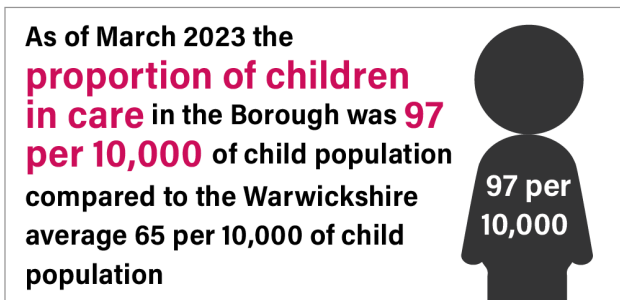 As of March 2023 the
proportion of children
in care in the Borough was 97
per 10,000 of child population
compared to the Warwickshire
average 65 per 10,000 of child
population
97 per
10,000